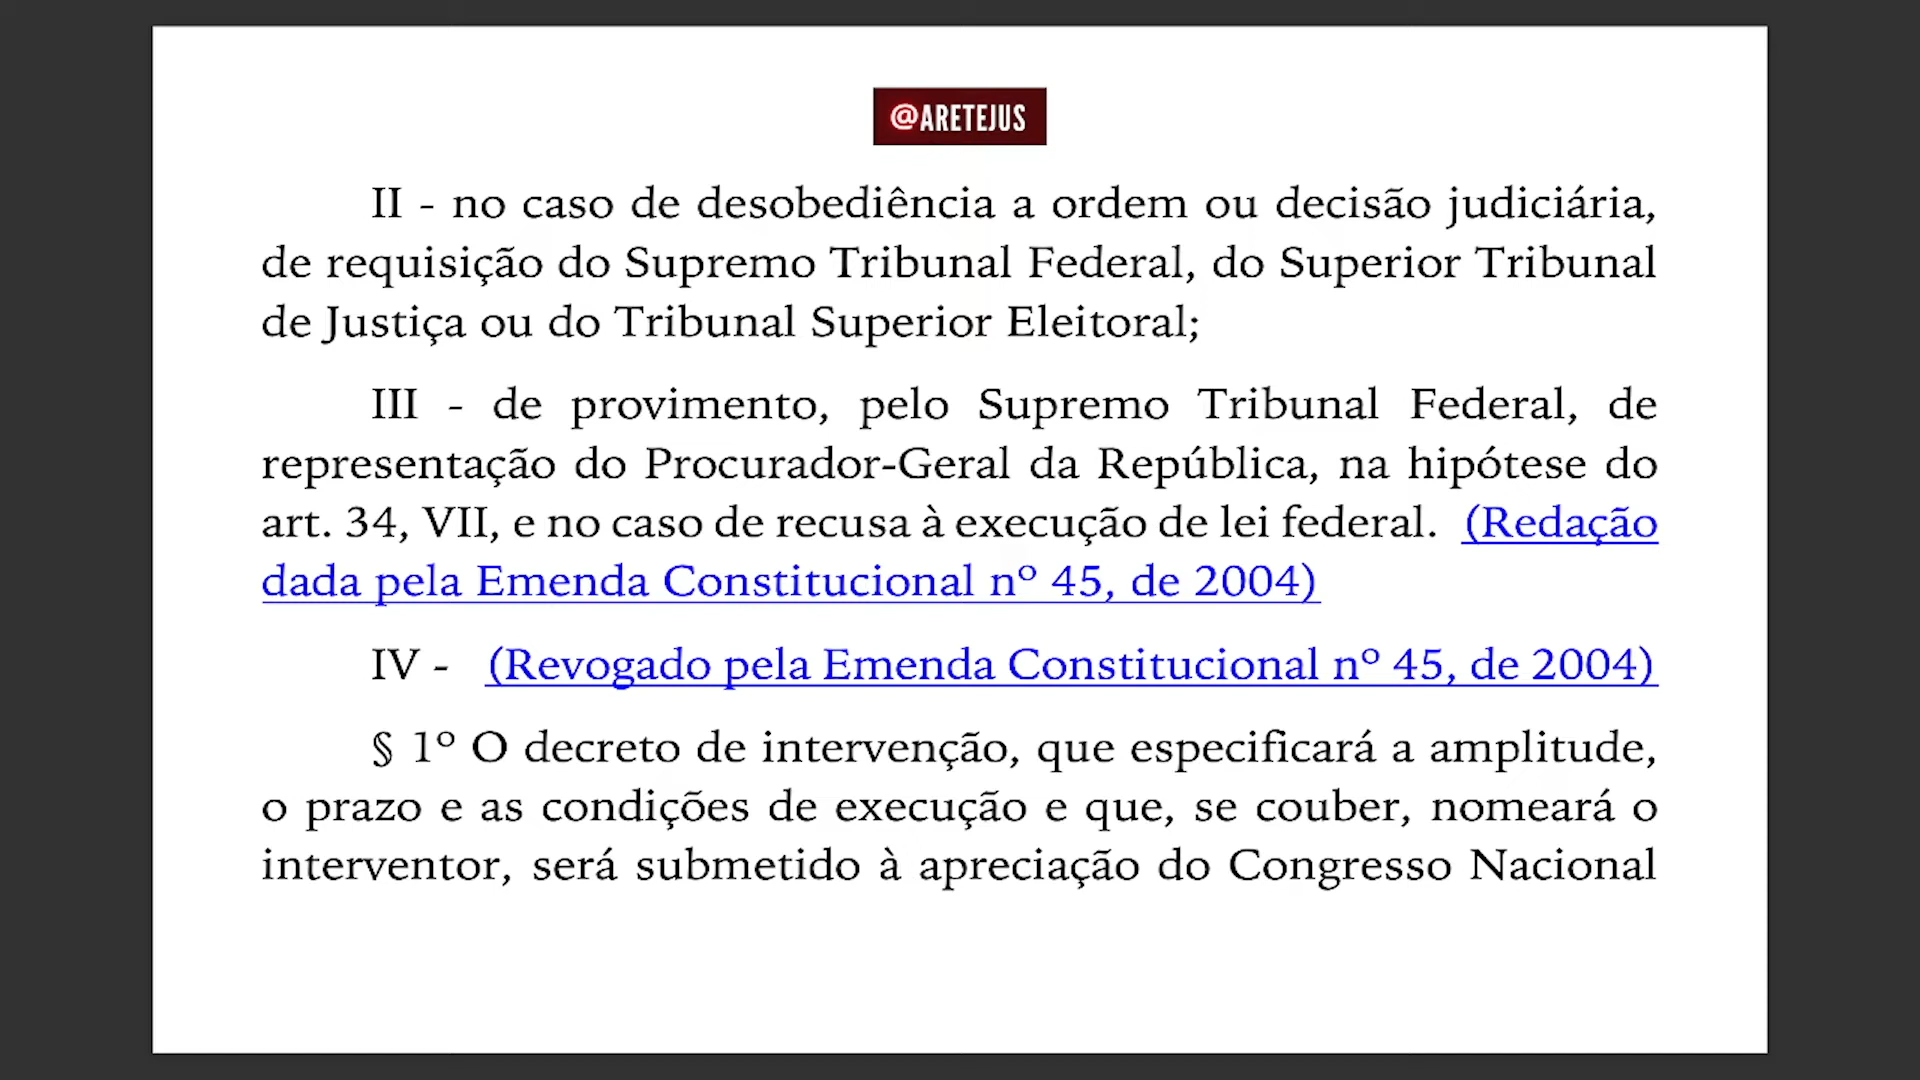 @ARETEJUS
II - no caso de desobediência a ordem ou decisão judiciária,
de requisição do Supremo Tribunal Federal, do Superior Tribunal
de Justiça ou do Tribunal Superior Eleitoral;
III - de provimento, pelo Supremo Tribunal Federal, de
representação do Procurador-Geral da República, na hipótese do
art. 34, VII, e no caso de recusa à execução de lei federal. (Redação
dada pela Emenda Constitucional nº 45, de 2004)
IV - (Revogado pela Emenda Constitucional nº 45, de 2004)
§ 1º O decreto de intervenção, que especificará a amplitude,
o prazo e as condições de execução e que, se couber, nomeará o
interventor, será submetido à apreciação do Congresso Nacional